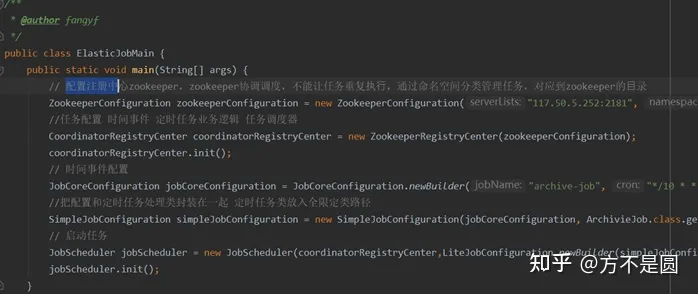 /**
 * @author fangyf
 */
public class ElasticJobMain {
public static void main(String[] args) {
// 配置注册中心zookeeper，zookeeper协调调度，不能让任务重复执行，通过命名空间分类管理任务，对应到zookeeper的目录
ZookeeperConfiguration zookeeperConfiguration = new ZookeeperConfiguration( serverLists: "117.50.5.252:2181", namespac
//任务配置 时间事件 定时任务业务逻辑 任务调度器
CoordinatorRegistryCenter coordinatorRegistryCenter = new ZookeeperRegistryCenter(zookeeperConfiguration);
coordinatorRegistryCenter.init();
// 时间事件配置
JobCoreConfiguration jobCoreConfiguration = JobCoreConfiguration.newBuilder( jobName: "archive-job", cron: "*/10 * *
//把配置和定时任务处理类封装在一起 定时任务类放入全限定类路径
SimpleJobConfiguration simpleJobConfiguration = new SimpleJobConfiguration(jobCoreConfiguration, ArchivieJob.class.ge
// 启动任务
JobScheduler jobScheduler = new JobScheduler(coordinatorRegistryCenter,LiteJobConfiguration.newBuilder(simpleJobConfi
jobScheduler.init();
}
知乎 @方不是圆